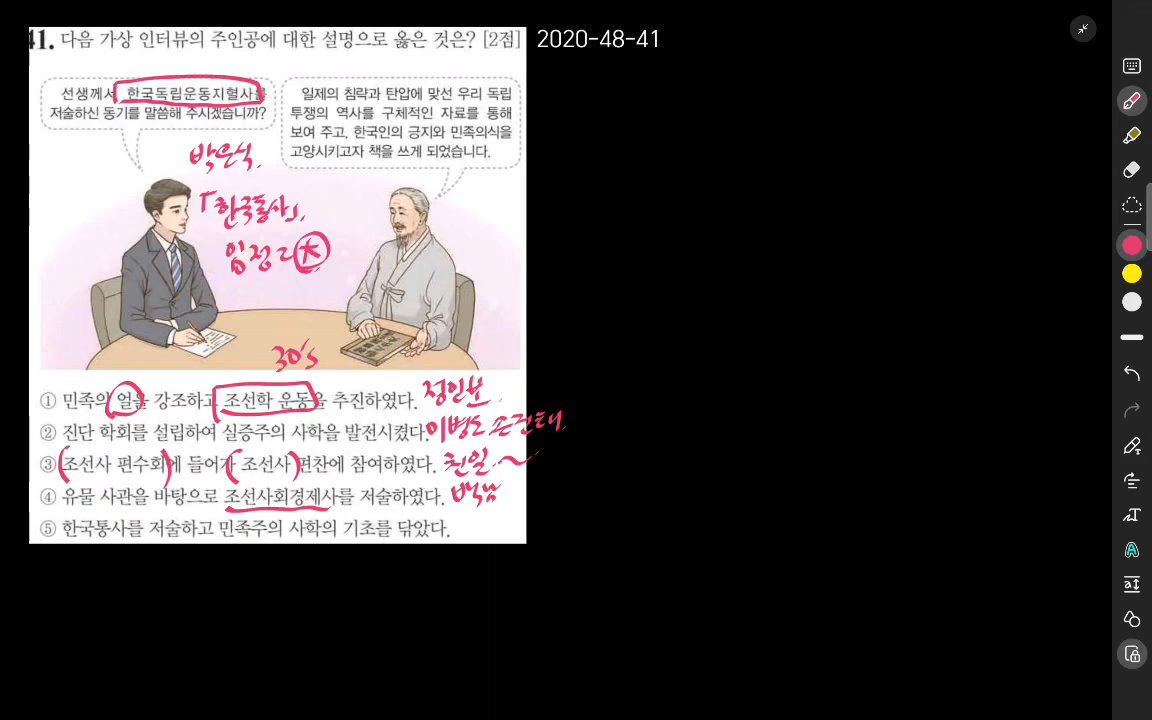 41. 다음 가상 인터뷰의 주인공에 대한 설명으로 옳은 것은? [2점]
2020-48-41
선생께서 한국독립운동지혈사를
저술하신 동기를 말씀해 주시겠습니까?
일제의 침략과 탄압에 맞선 우리 독립
투쟁의 역사를 구체적인 자료를 통해
보여 주고, 한국인의 긍지와 민족의식을
고양시키고자 책을 쓰게 되었습니다.
박은식.
「한국통사」.
임정 2 大
30's
① 민족의 얼을 강조하고 조선학 운동을 추진하였다. 정인보.
② 진단 학회를 설립하여 실증주의 사학을 발전시켰다. 이병도 손진태.
③ 조선사 편수회에 들어가 조선사 편찬에 참여하였다. 친일.~
④ 유물 사관을 바탕으로 조선사회경제사를 저술하였다. 백남
⑤ 한국통사를 저술하고 민족주의 사학의 기초를 닦았다.